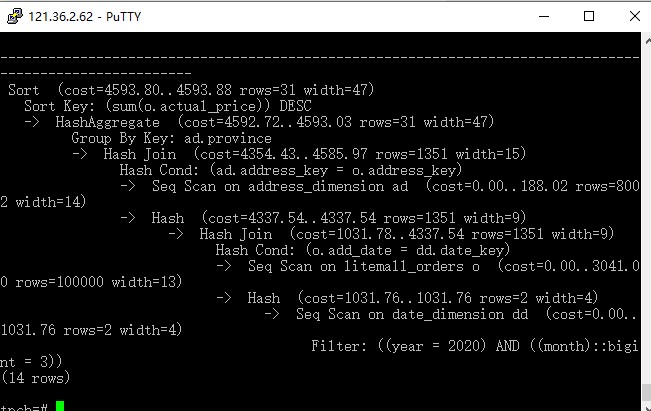 121.36.2.62 - PuTTY
--------------------------------------------------------------------------------
------------------------
 Sort  (cost=4593.80..4593.88 rows=31 width=47)
   Sort Key: (sum(o.actual_price)) DESC
   ->  HashAggregate  (cost=4592.72..4593.03 rows=31 width=47)
         Group By Key: ad.province
         ->  Hash Join  (cost=4354.43..4585.97 rows=1351 width=15)
               Hash Cond: (ad.address_key = o.address_key)
               ->  Seq Scan on address_dimension ad  (cost=0.00..188.02 rows=800
2 width=14)
               ->  Hash  (cost=4337.54..4337.54 rows=1351 width=9)
                     ->  Hash Join  (cost=1031.78..4337.54 rows=1351 width=9)
                           Hash Cond: (o.add_date = dd.date_key)
                           ->  Seq Scan on litemall_orders o  (cost=0.00..3041.0
0 rows=100000 width=13)
                           ->  Hash  (cost=1031.76..1031.76 rows=2 width=4)
                                 ->  Seq Scan on date_dimension dd  (cost=0.00..
1031.76 rows=2 width=4)
                                       Filter: ((year = 2020) AND ((month)::bigi
nt = 3))
(14 rows)
tpch=#